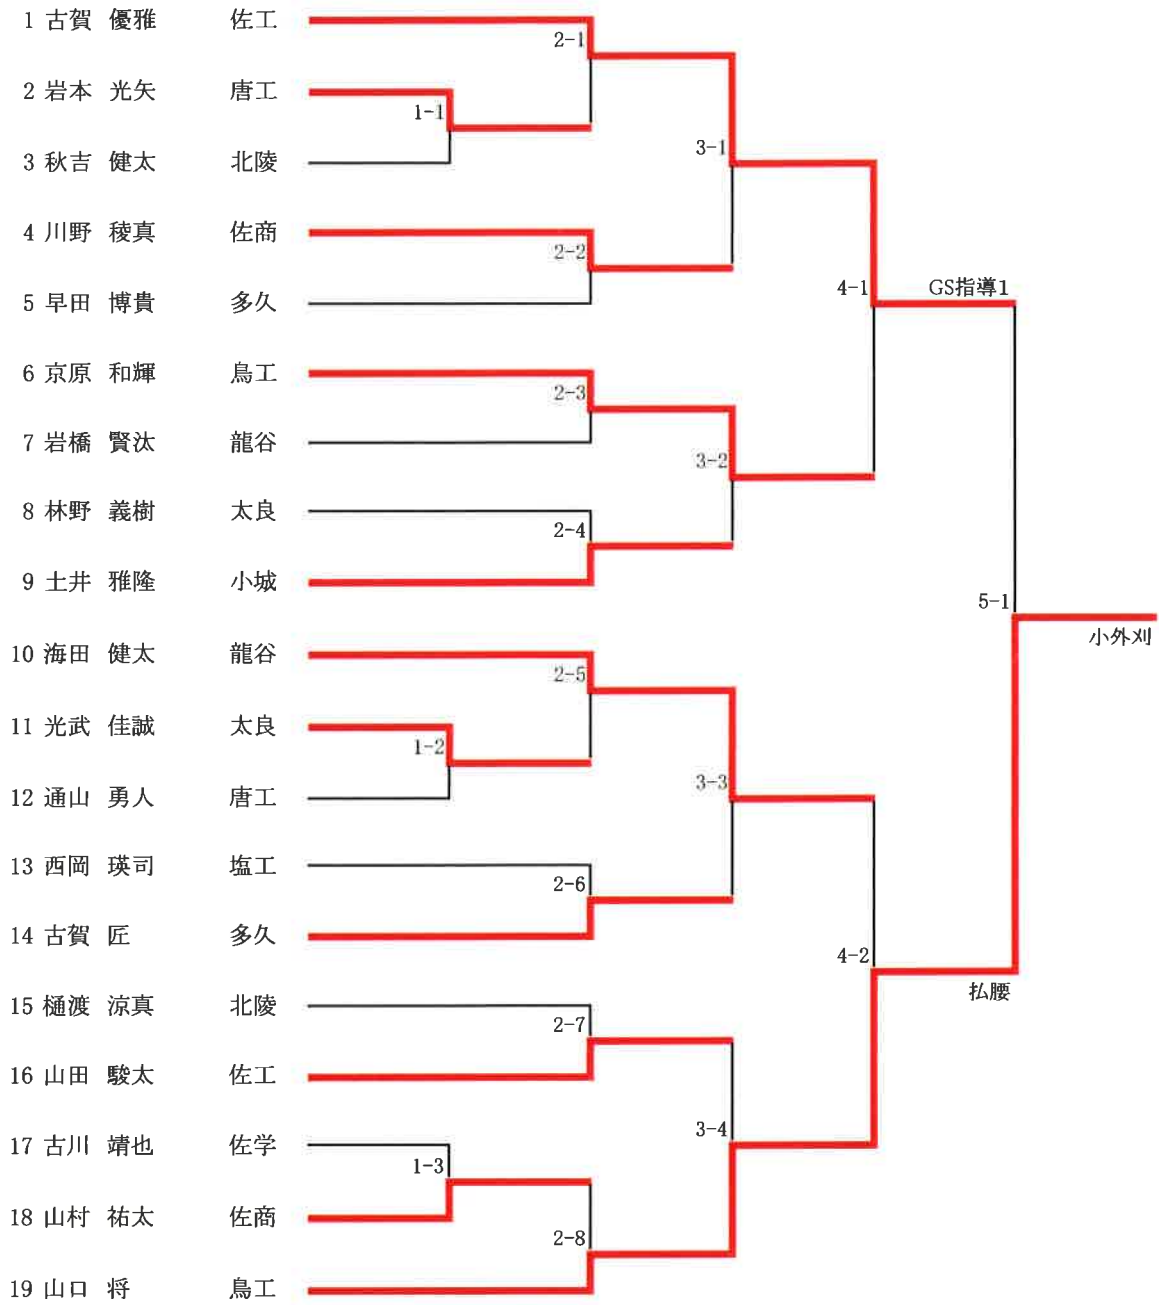 1 古賀 優雅 佐工
2-1
2 岩本 光矢 唐工
1-1
3 秋吉 健太 北陵
3-1
4 川野 稜真 佐商
2-2
5 早田 博貴 多久
4-1
GS指導1
6 京原 和輝 鳥工
2-3
7 岩橋 賢汰 龍谷
3-2
8 林野 義樹 太良
2-4
9 土井 雅隆 小城
5-1
小外刈
10 海田 健太 龍谷
2-5
11 光武 佳誠 太良
1-2
12 通山 勇人 唐工
3-3
13 西岡 瑛司 塩工
2-6
14 古賀 匠 多久
4-2
払腰
15 樋渡 涼真 北陵
2-7
16 山田 駿太 佐工
3-4
17 古川 靖也 佐学
1-3
18 山村 祐太 佐商
2-8
19 山口 将 鳥工